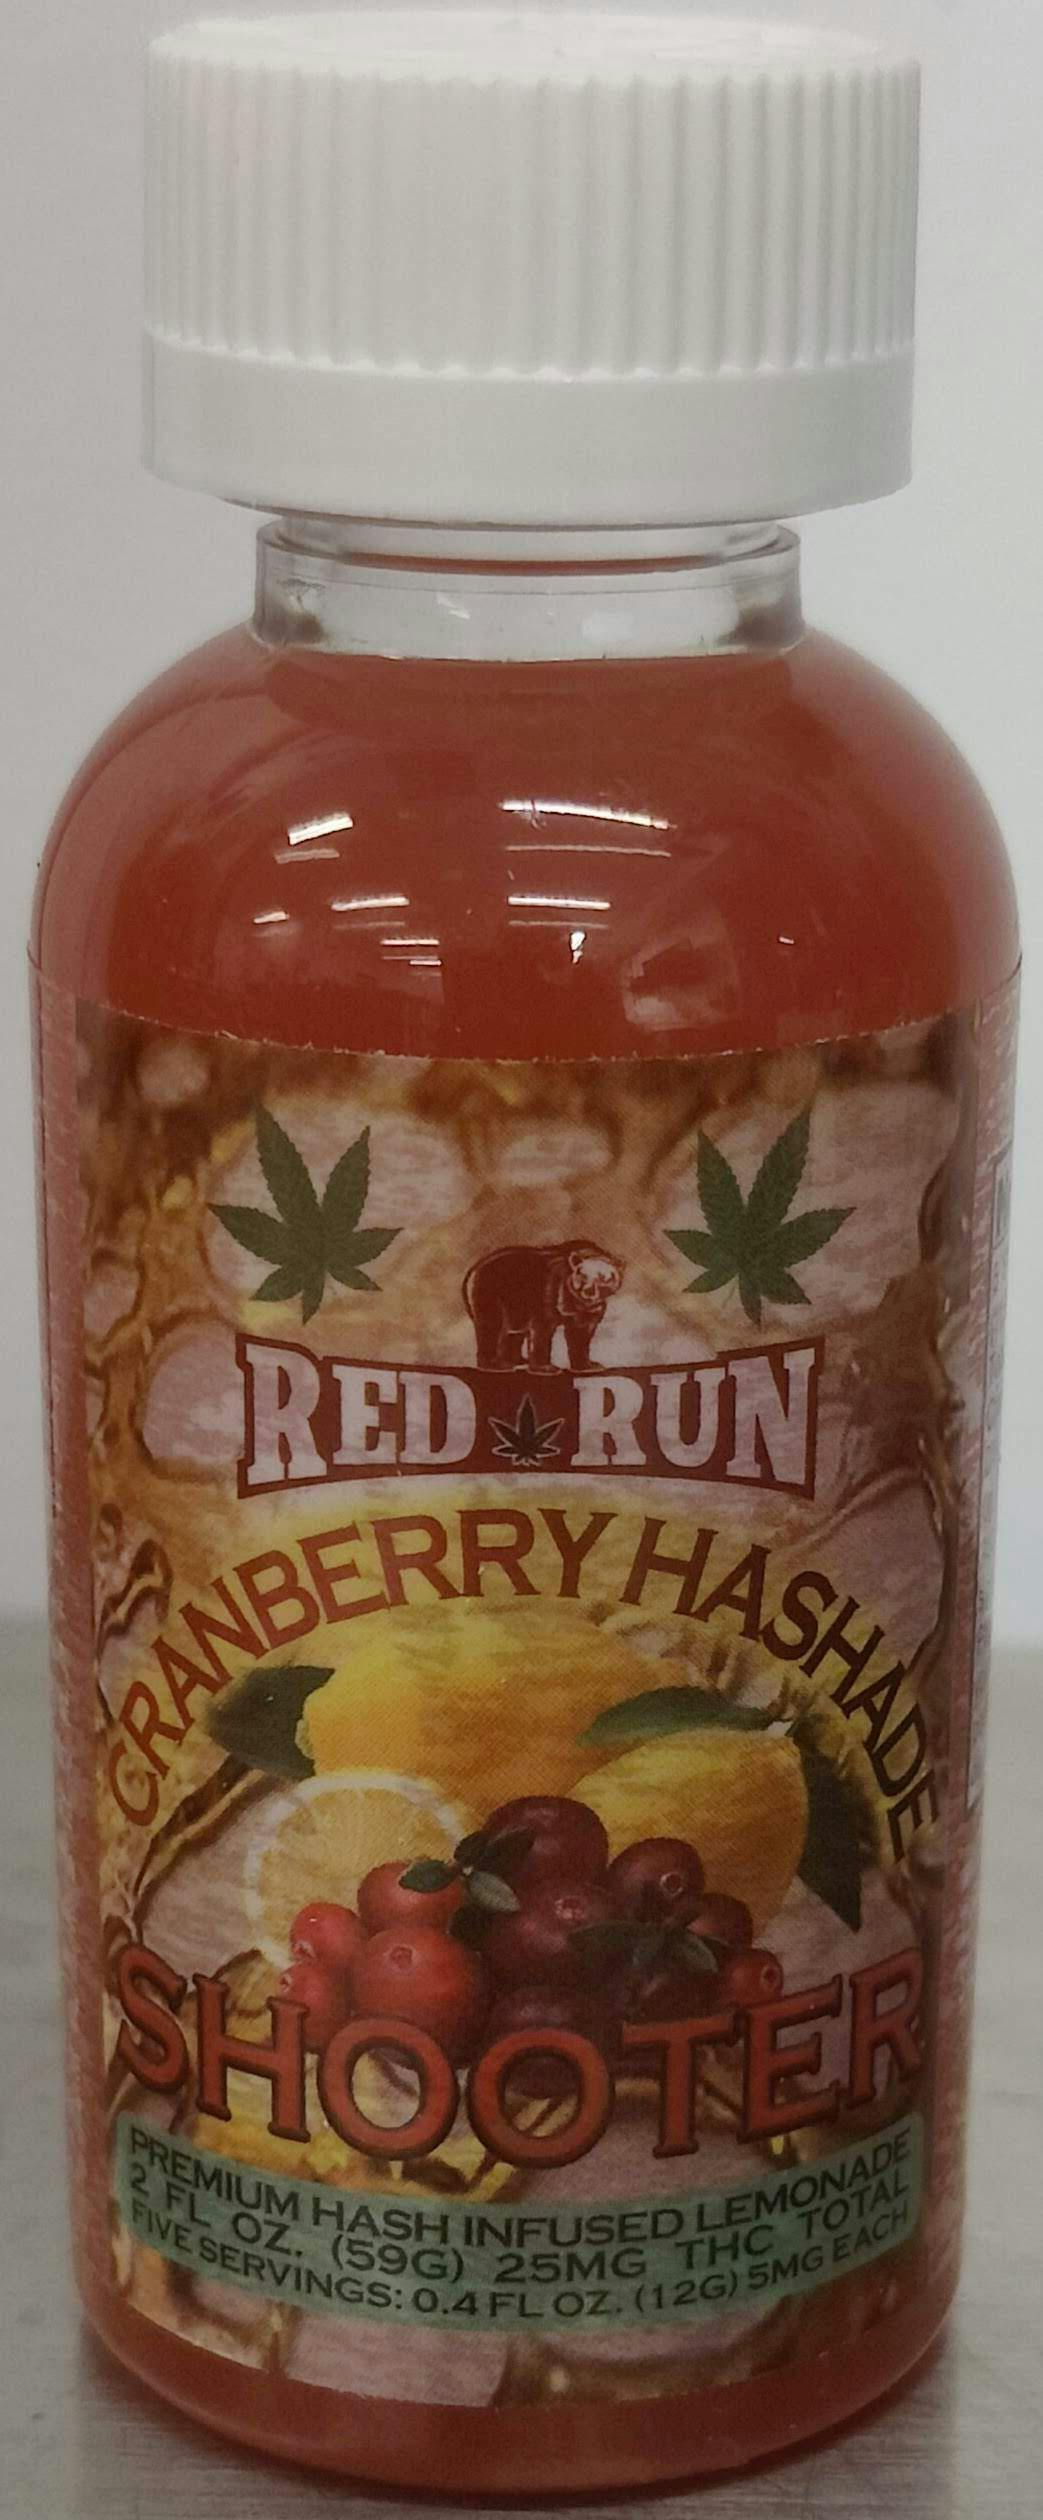 RED RUN
CRANBERRY HASHADE
SHOOTER
PREMIUM HASH INFUSED LEMONADE
2 FL OZ. (59G) 25MG THC TOTAL
FIVE SERVINGS: 0.4 FL OZ. (12G) 5MG EACH